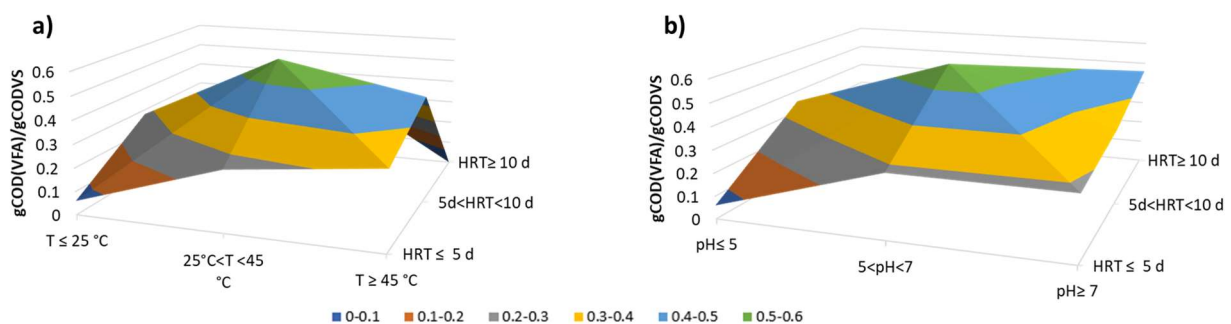 a)
gCOD(VFA)/gCODVS
0.6
0.5
0.4
0.3
0.2
0.1
0
T ≤ 25 °C
25°C<T <45
°C
T ≥ 45 °C
HRT≥ 10 d
5d<HRT<10 d
HRT ≤ 5 d
b)
gCOD(VFA)/gCODVS
0.6
0.5
0.4
0.3
0.2
0.1
0
pH≤ 5
5<pH<7
pH≥ 7
HRT≥ 10 d
5d<HRT<10 d
HRT ≤ 5 d
0-0.1 0.1-0.2 0.2-0.3 0.3-0.4 0.4-0.5 0.5-0.6